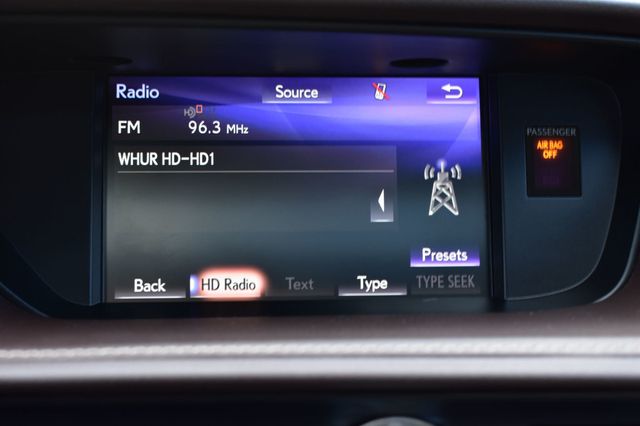 Radio
Source
HD
FM
96.3 MHz
WHUR HD-HD1
PASSENGER
AIR BAG
OFF
Presets
Back
HD Radio
Text
Type
TYPE SEEK